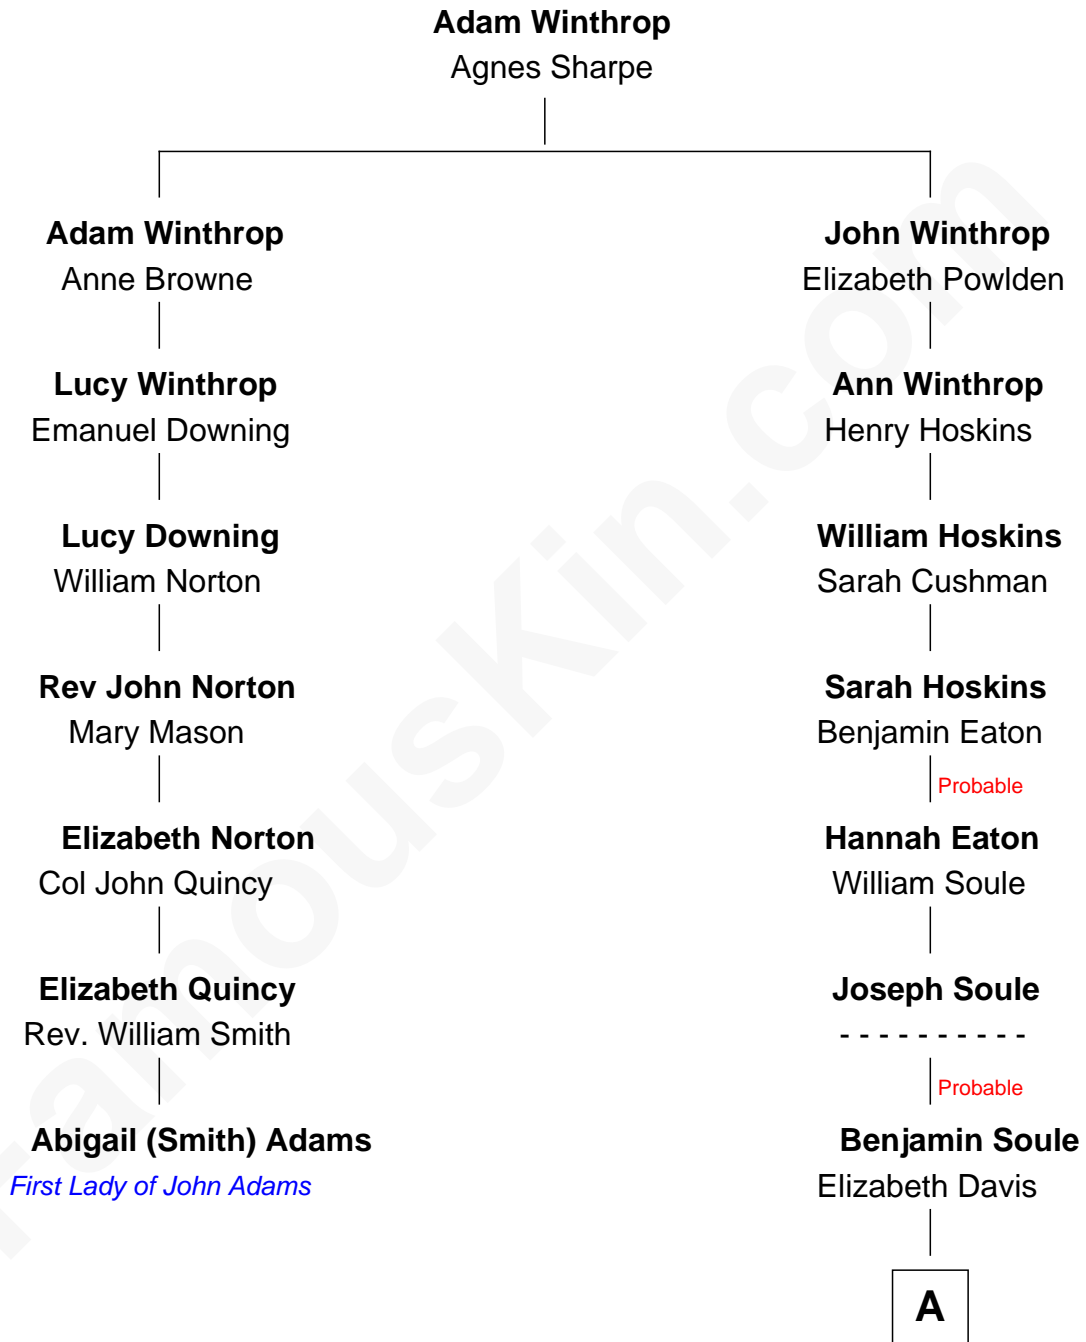 Adam Winthrop
Agnes Sharpe
Adam Winthrop
Anne Browne
Lucy Winthrop
Emanuel Downing
Lucy Downing
William Norton
Rev John Norton
Mary Mason
Elizabeth Norton
Col John Quincy
Elizabeth Quincy
Rev. William Smith
Abigail (Smith) Adams
First Lady of John Adams
John Winthrop
Elizabeth Powlden
Ann Winthrop
Henry Hoskins
William Hoskins
Sarah Cushman
Sarah Hoskins
Benjamin Eaton
Probable
Hannah Eaton
William Soule
Joseph Soule
- - - - - - - - - -
Probable
Benjamin Soule
Elizabeth Davis
A
FamousKin.com